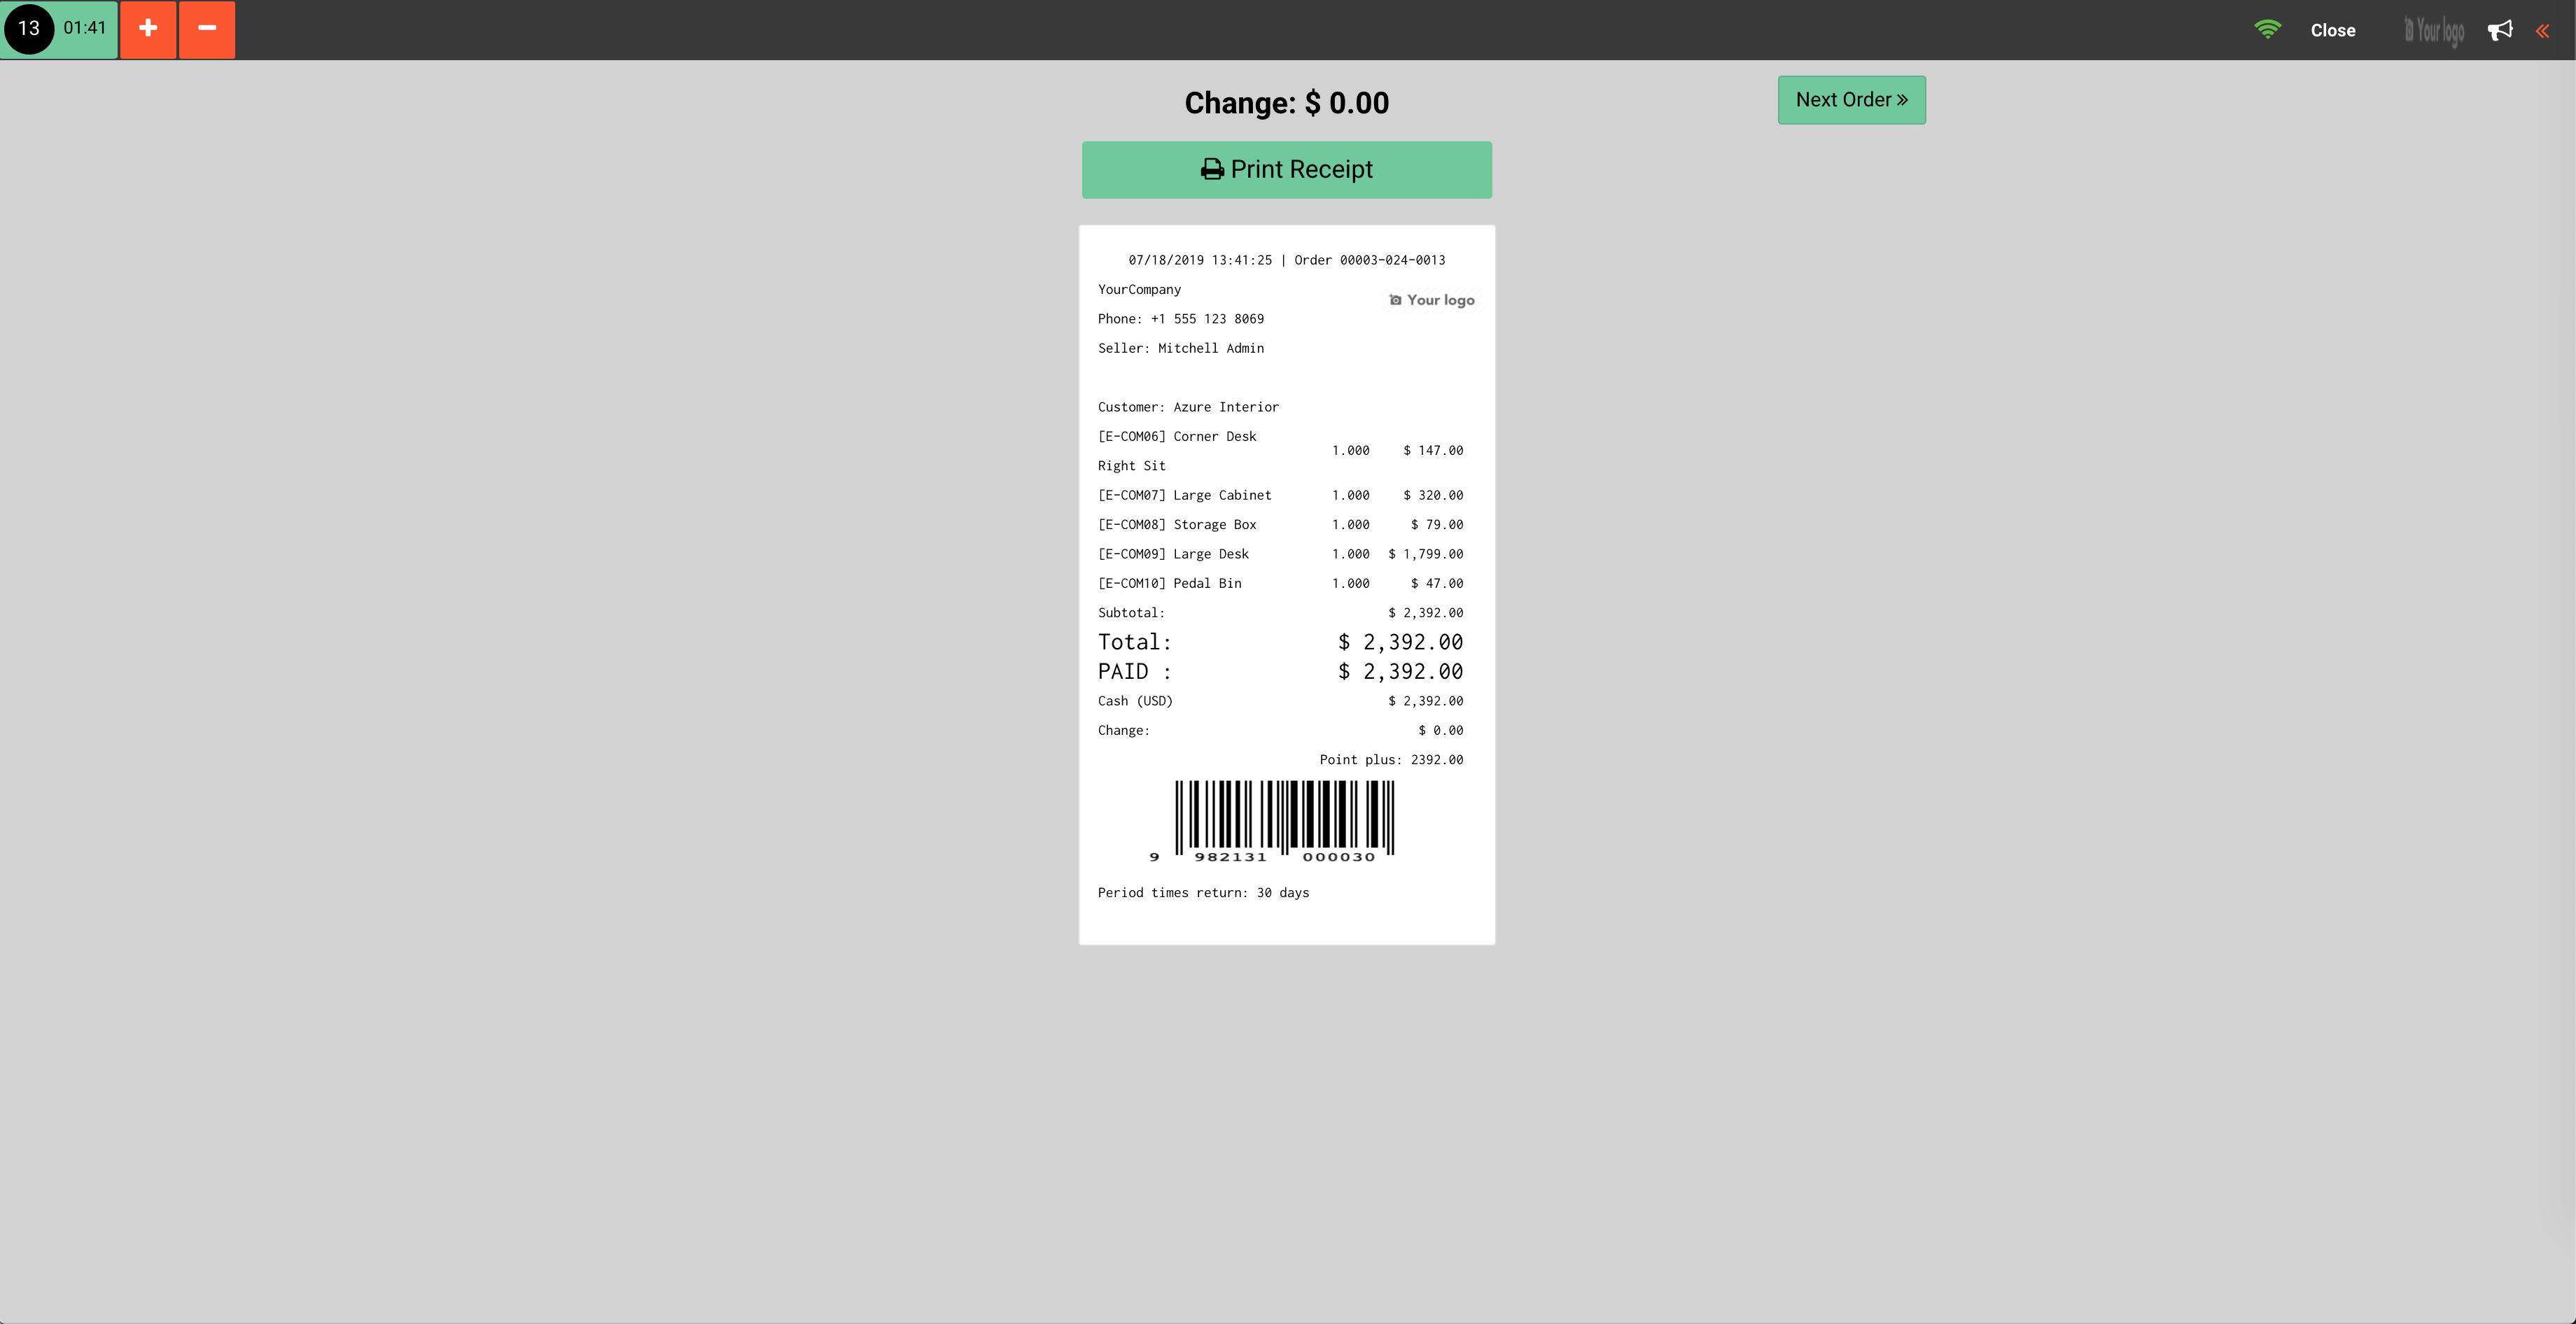 13 01:41
Close
Your logo
Change: $ 0.00
Next Order
Print Receipt
07/18/2019 13:41:25 | Order 00003-024-0013
YourCompany
Your logo
Phone: +1 555 123 8069
Seller: Mitchell Admin
Customer: Azure Interior
[E-COM06] Corner Desk
1.000 $ 147.00
Right Sit
[E-COM07] Large Cabinet 1.000 $ 320.00
[E-COM08] Storage Box 1.000 $ 79.00
[E-COM09] Large Desk 1.000 $ 1,799.00
[E-COM10] Pedal Bin 1.000 $ 47.00
Subtotal: $ 2,392.00
Total: $ 2,392.00
PAID : $ 2,392.00
Cash (USD) $ 2,392.00
Change: $ 0.00
Point plus: 2392.00
9 982131 000030
Period times return: 30 days